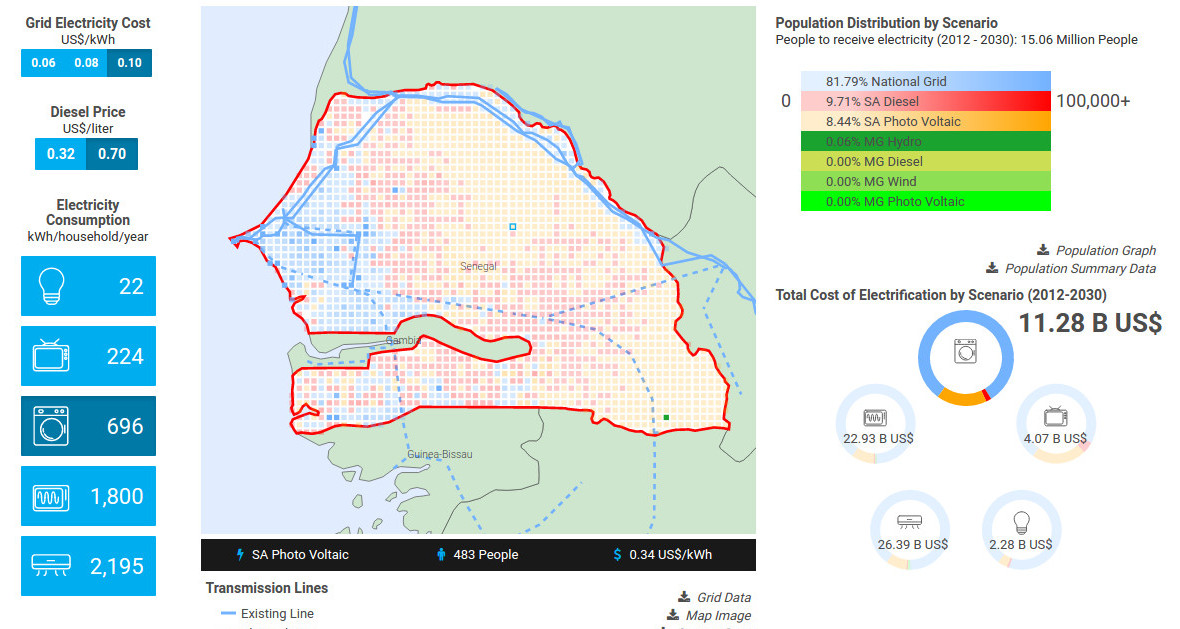 Grid Electricity Cost
US$/kWh
0.06 0.08 0.10
Diesel Price
US$/liter
0.32 0.70
Electricity
Consumption
kWh/household/year
22
224
696
1,800
2,195
Senegal
Gambia
Guinea-Bissau
SA Photo Voltaic 483 People $ 0.34 US$/kWh
Transmission Lines
Existing Line
Grid Data
Map Image
Population Distribution by Scenario
People to receive electricity (2012 - 2030): 15.06 Million People
81.79% National Grid
0 9.71% SA Diesel 100,000+
8.44% SA Photo Voltaic
0.06% MG Hydro
0.00% MG Diesel
0.00% MG Wind
0.00% MG Photo Voltaic
Population Graph
Population Summary Data
Total Cost of Electrification by Scenario (2012-2030)
11.28 B US$
22.93 B US$ 4.07 B US$
26.39 B US$ 2.28 B US$